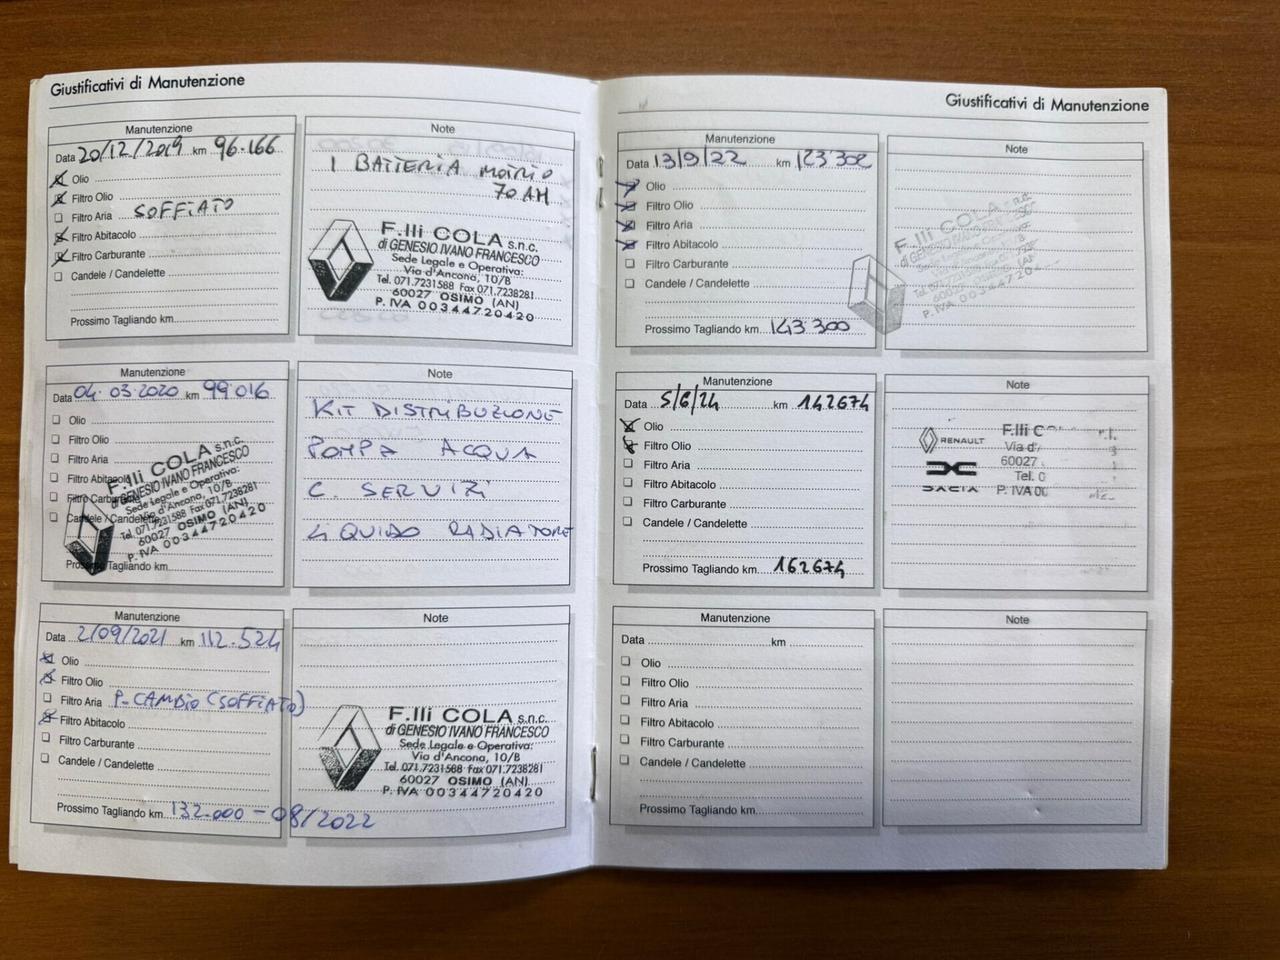 Giustificativi di Manutenzione
Manutenzione
Data 20/12/2019 km 96.166
Olio
Filtro Olio
Filtro Aria SOFFIATO
Filtro Abitacolo
Filtro Carburante
Candele / Candelette
Prossimo Tagliando km
Note
1 BATTERIA
70 AH
F.lli COLA s.n.c.
di GENESIO IVANO FRANCESCO
Sede Legale e Operativa:
Via d'Ancona, 10/B
Tel. 071.7231588 Fax 071.7238281
60027 OSIMO (AN)
P. IVA 00344720420
Manutenzione
Data 04.03.2020 km 99.016
Olio
Filtro Olio
Filtro Aria
Filtro Abitacolo
Filtro Carburante
Candele / Candelette
Prossimo Tagliando km
F.lli COLA s.n.c.
di GENESIO IVANO FRANCESCO
Sede Legale e Operativa:
Via d'Ancona, 10/B
Tel. 071.7231588 Fax 071.7238281
60027 OSIMO (AN)
P. IVA 00344720420
Note
KIT DISTRIBUZIONE
POMPA ACQUA
C. SERVIZI
LIQUIDO RADIATORE
Manutenzione
Data 2/09/2021 km 112.524
Olio
Filtro Olio
Filtro Aria P. CAMBIO (SOFFIATO)
Filtro Abitacolo
Filtro Carburante
Candele / Candelette
Prossimo Tagliando km 132.000 - 08/2022
Note
F.lli COLA s.n.c.
di GENESIO IVANO FRANCESCO
Sede Legale e Operativa:
Via d'Ancona, 10/B
Tel. 071.7231588 Fax 071.7238281
60027 OSIMO (AN)
P. IVA 00344720420
Giustificativi di Manutenzione
Manutenzione
Data 13/9/22 km 123.302
Olio
Filtro Olio
Filtro Aria
Filtro Abitacolo
Filtro Carburante
Candele / Candelette
Prossimo Tagliando km 143.300
Note
F.lli COLA s.n.c.
P. IVA 00344720420
Manutenzione
Data 5/6/24 km 142674
Olio
Filtro Olio
Filtro Aria
Filtro Abitacolo
Filtro Carburante
Candele / Candelette
Prossimo Tagliando km 162674
Note
RENAULT
DACIA
F.lli C
Via d'
60027
Tel. 0
P. IVA 00
Manutenzione
Data km
Olio
Filtro Olio
Filtro Aria
Filtro Abitacolo
Filtro Carburante
Candele / Candelette
Prossimo Tagliando km
Note